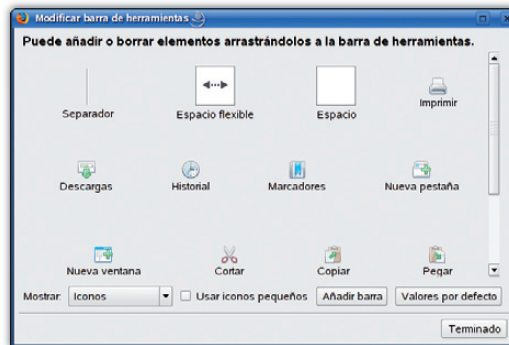 Modificar barra de herramientas
Puede añadir o borrar elementos arrastrándolos a la barra de herramientas.
Separador
Espacio flexible
Espacio
Imprimir
Descargas
Historial
Marcadores
Nueva pestaña
Nueva ventana
Cortar
Copiar
Pegar
Mostrar: Iconos Usar iconos pequeños Añadir barra Valores por defecto
Terminado